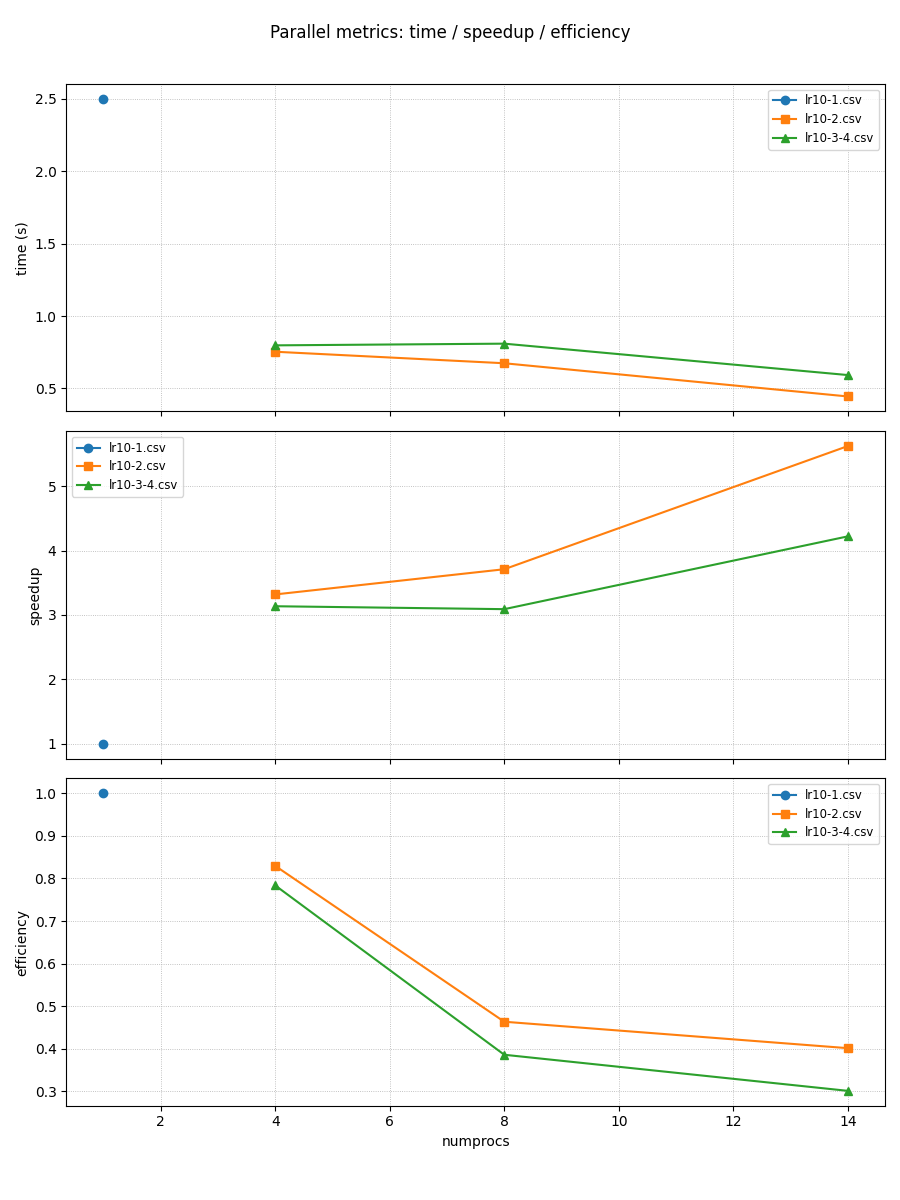 Parallel metrics: time / speedup / efficiency
2.5
2.0
1.5
1.0
0.5
time (s)
lr10-1.csv
lr10-2.csv
lr10-3-4.csv
5
4
3
2
1
speedup
lr10-1.csv
lr10-2.csv
lr10-3-4.csv
1.0
0.9
0.8
0.7
0.6
0.5
0.4
0.3
efficiency
lr10-1.csv
lr10-2.csv
lr10-3-4.csv
2 4 6 8 10 12 14
numprocs